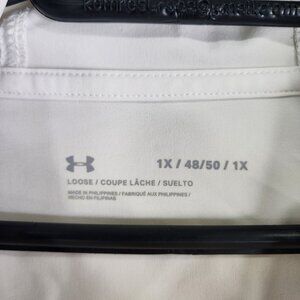 1X / 48/50 / 1X
LOOSE / COUPE LÂCHE / SUELTO
MADE IN PHILIPPINES / FABRIQUÉ AUX PHILIPPINES /
HECHO EN FILIPINAS